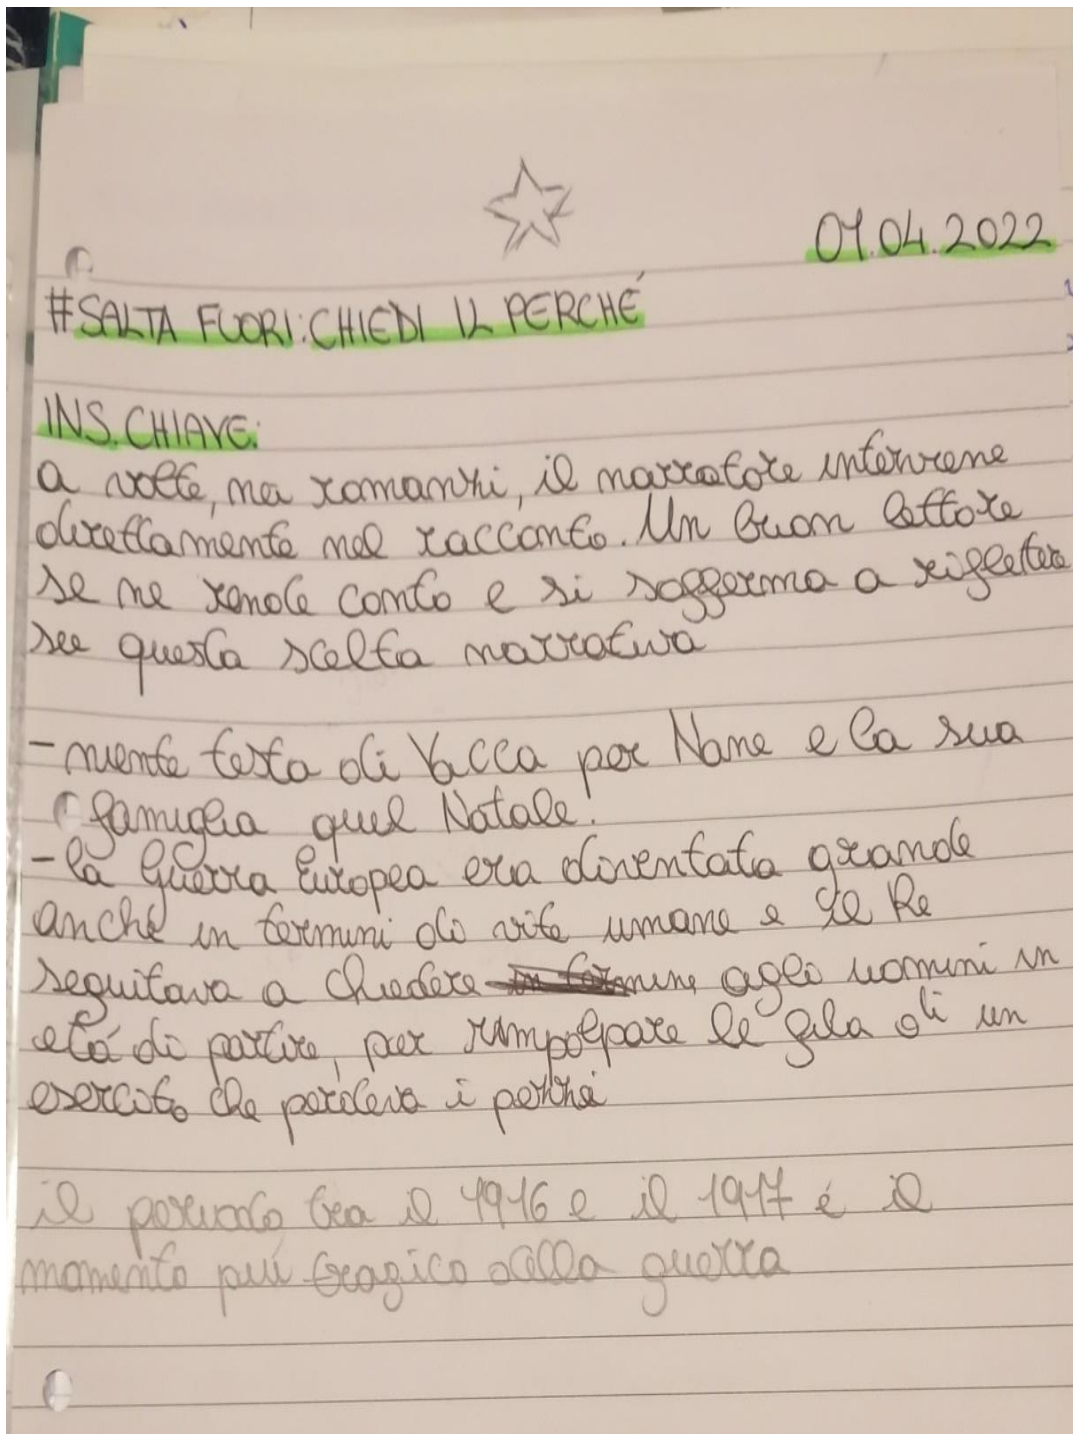 01.04.2022
#SALTA FUORI: CHIEDI IL PERCHÉ
INS. CHIAVE:
a volte, nei romanzi, il narratore interviene
direttamente nel racconto. Un buon lettore
se ne rende conto e si sofferma a riflettere
su questa scelta narrativa
- niente testa di Vacca per Nane e la sua
famiglia quel Natale!
- la Guerra Europea era diventata grande
anche in termini di vite umane e il Re
seguitava a chiedere agli uomini in
etá di partire, per rimpolpare le fila di un
esercito che perdeva i pezzi
il periodo tra il 1916 e il 1917 é il
momento piú tragico della guerra